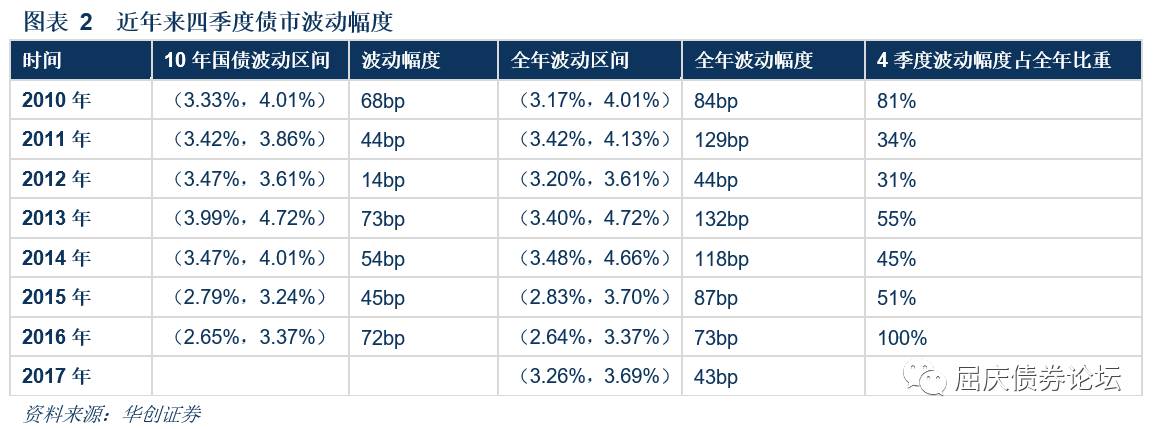 图表 2 近年来四季度债市波动幅度
时间 10 年国债波动区间 波动幅度 全年波动区间 全年波动幅度 4 季度波动幅度占全年比重
2010 年 （3.33%，4.01%） 68bp （3.17%，4.01%） 84bp 81%
2011 年 （3.42%，3.86%） 44bp （3.42%，4.13%） 129bp 34%
2012 年 （3.47%，3.61%） 14bp （3.20%，3.61%） 44bp 31%
2013 年 （3.99%，4.72%） 73bp （3.40%，4.72%） 132bp 55%
2014 年 （3.47%，4.01%） 54bp （3.48%，4.66%） 118bp 45%
2015 年 （2.79%，3.24%） 45bp （2.83%，3.70%） 87bp 51%
2016 年 （2.65%，3.37%） 72bp （2.64%，3.37%） 73bp 100%
2017 年 （3.26%，3.69%） 43bp
屈庆债券论坛
资料来源：华创证券